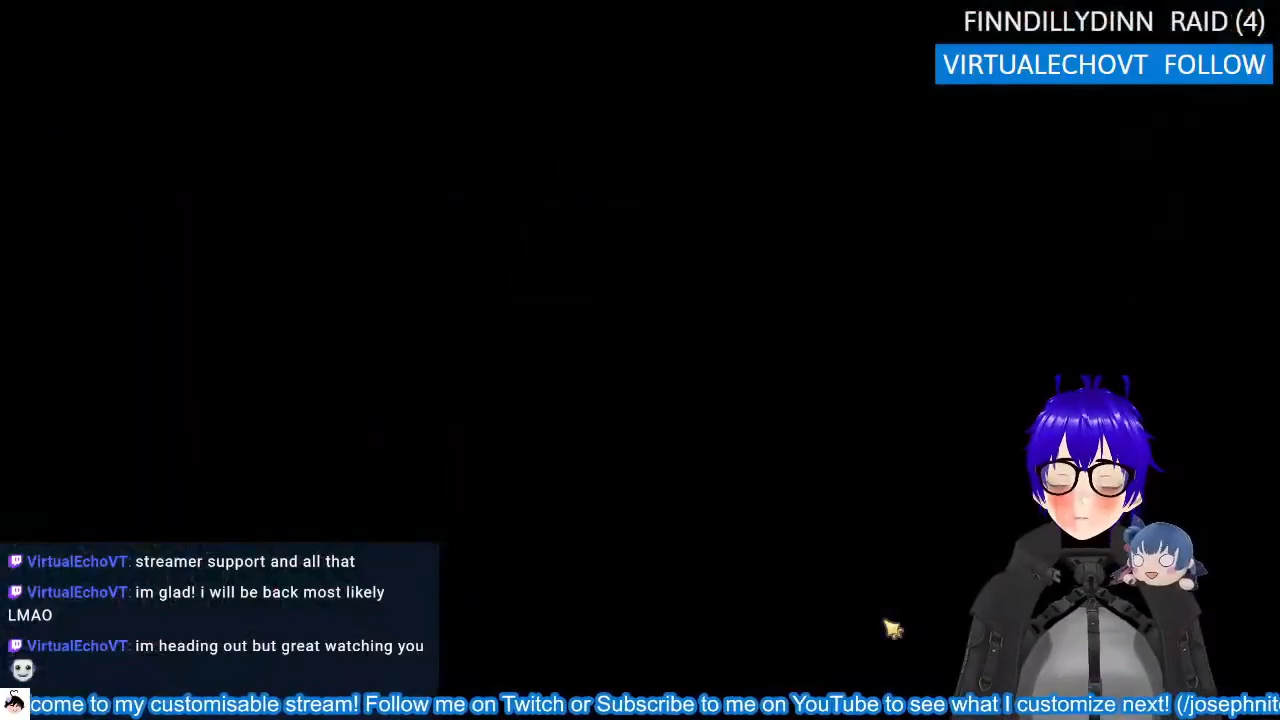 FINNDILLYDINN RAID (4)
VIRTUALECHOVT FOLLOW
VirtualEchoVT: streamer support and all that
VirtualEchoVT: im glad! i will be back most likely
LMAO
VirtualEchoVT: im heading out but great watching you
come to my customisable stream! Follow me on Twitch or Subscribe to me on YouTube to see what I customize next! (/josephnit